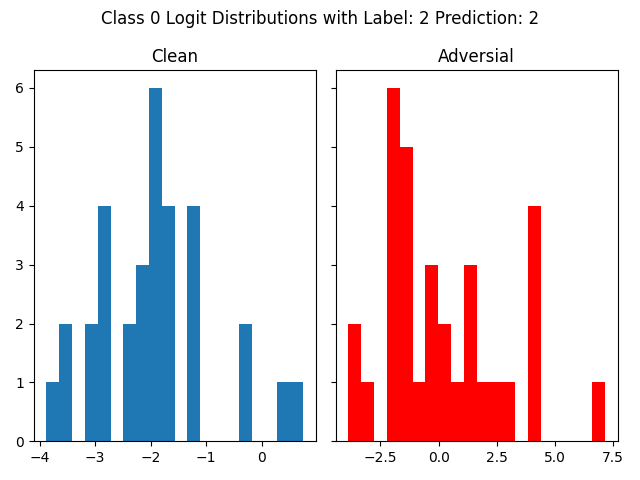 Class 0 Logit Distributions with Label: 2 Prediction: 2
Clean
Adversial
6
5
4
3
2
1
0
−4 −3 −2 −1 0
−2.5 0.0 2.5 5.0 7.5